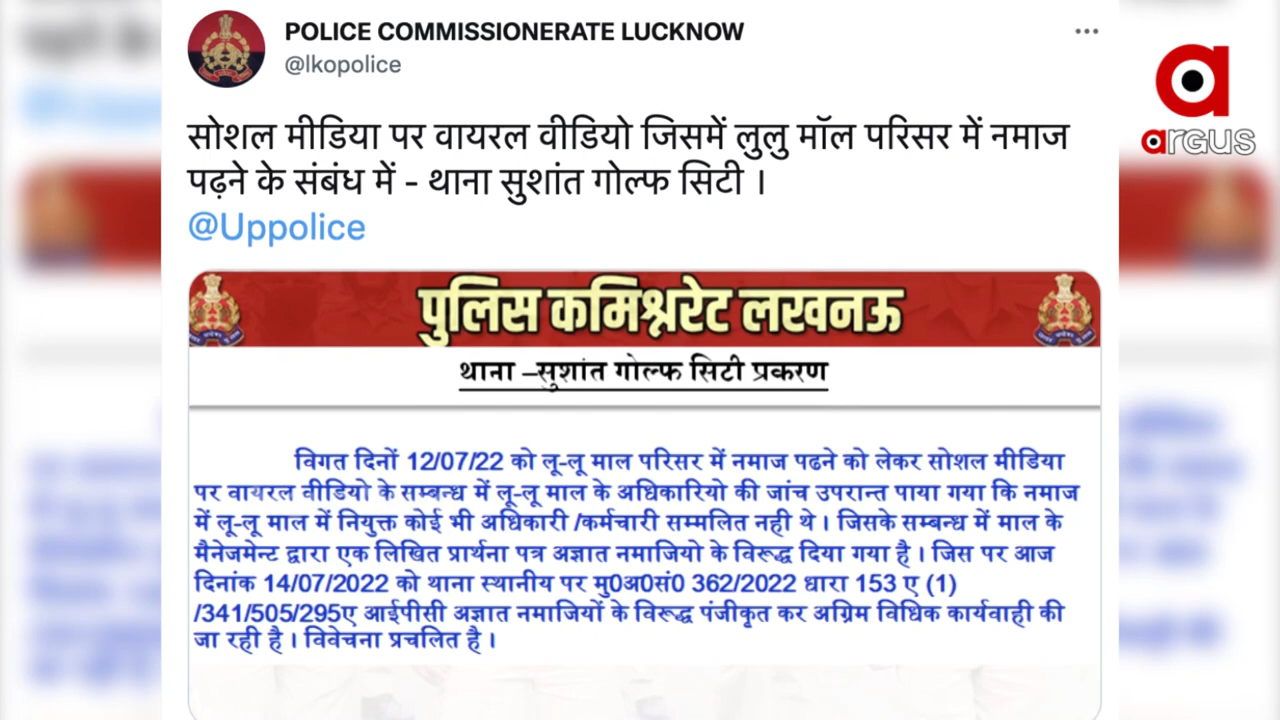 POLICE COMMISSIONERATE LUCKNOW
@lkopolice
सोशल मीडिया पर वायरल वीडियो जिसमें लुलु मॉल परिसर में नमाज
पढ़ने के संबंध में - थाना सुशांत गोल्फ सिटी ।
@Uppolice
argus
पुलिस कमिश्नरेट लखनऊ
थाना –सुशांत गोल्फ सिटी प्रकरण
विगत दिनों 12/07/22 को लू-लू माल परिसर में नमाज पढने को लेकर सोशल मीडिया
पर वायरल वीडियो के सम्बन्ध में लू-लू माल के अधिकारियो की जांच उपरान्त पाया गया कि नमाज
में लू-लू माल में नियुक्त कोई भी अधिकारी /कर्मचारी सम्मलित नही थे । जिसके सम्बन्ध में माल के
मैनेजमेन्ट द्वारा एक लिखित प्रार्थना पत्र अज्ञात नमाजियो के विरूद्ध दिया गया है । जिस पर आज
दिनांक 14/07/2022 को थाना स्थानीय पर मु0अ0सं0 362/2022 धारा 153 ए (1)
/341/505/295ए आईपीसी अज्ञात नमाजियों के विरूद्ध पंजीकृत कर अग्रिम विधिक कार्यवाही की
जा रही है । विवेचना प्रचलित है ।